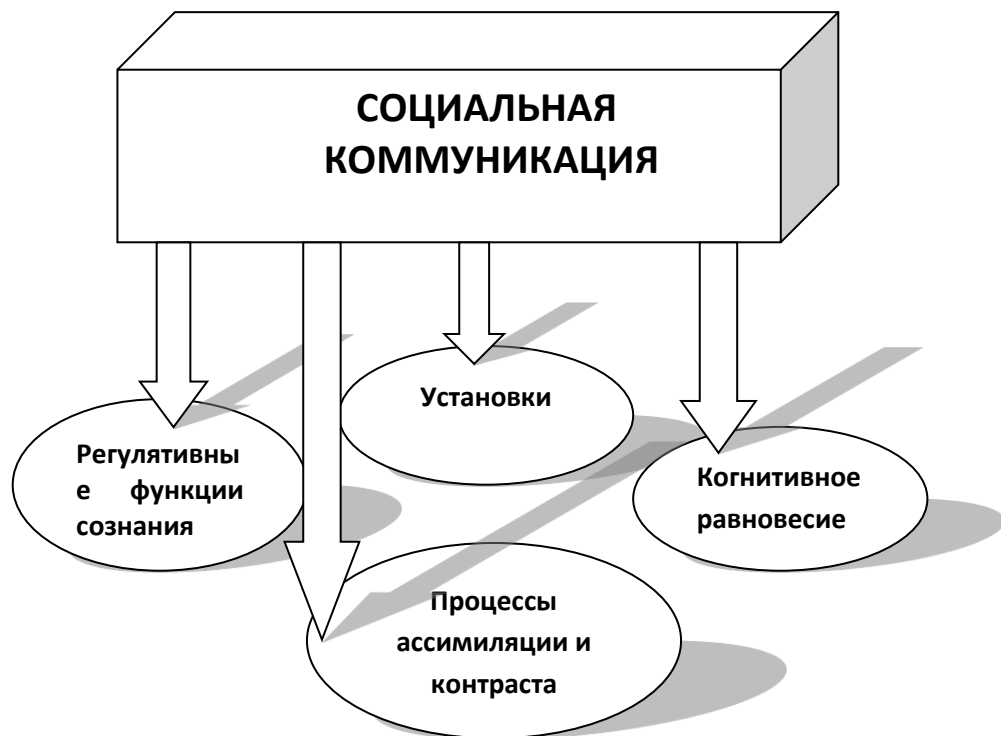 СОЦИАЛЬНАЯ
КОММУНИКАЦИЯ
Регулятивны
е функции
сознания
Установки
Когнитивное
равновесие
Процессы
ассимиляции и
контраста